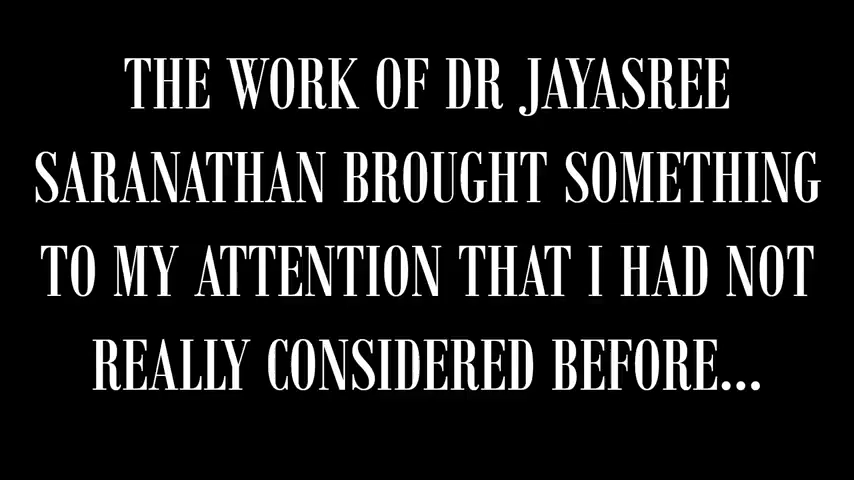 THE WORK OF DR JAYASREE
SARANATHAN BROUGHT SOMETHING
TO MY ATTENTION THAT I HAD NOT
REALLY CONSIDERED BEFORE...